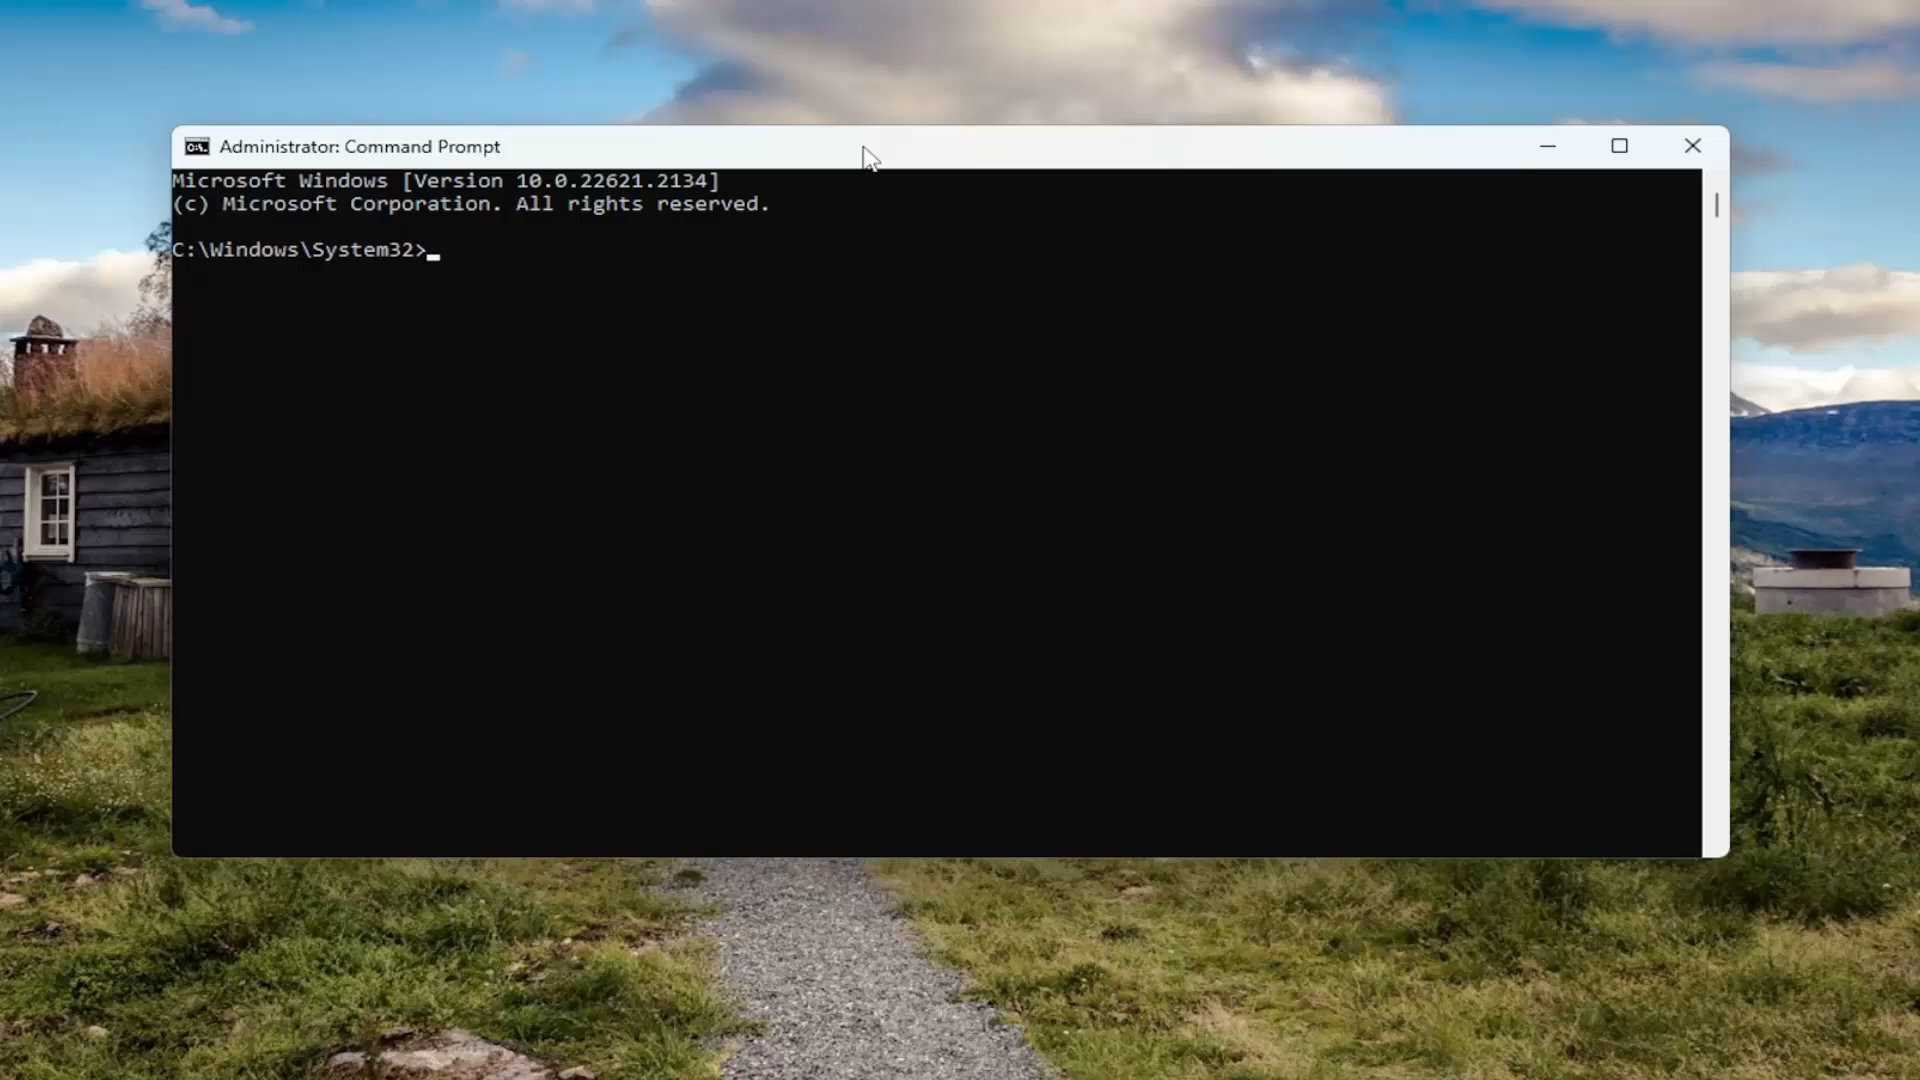 Administrator: Command Prompt
Microsoft Windows [Version 10.0.22621.2134]
(c) Microsoft Corporation. All rights reserved.
C:\Windows\System32>